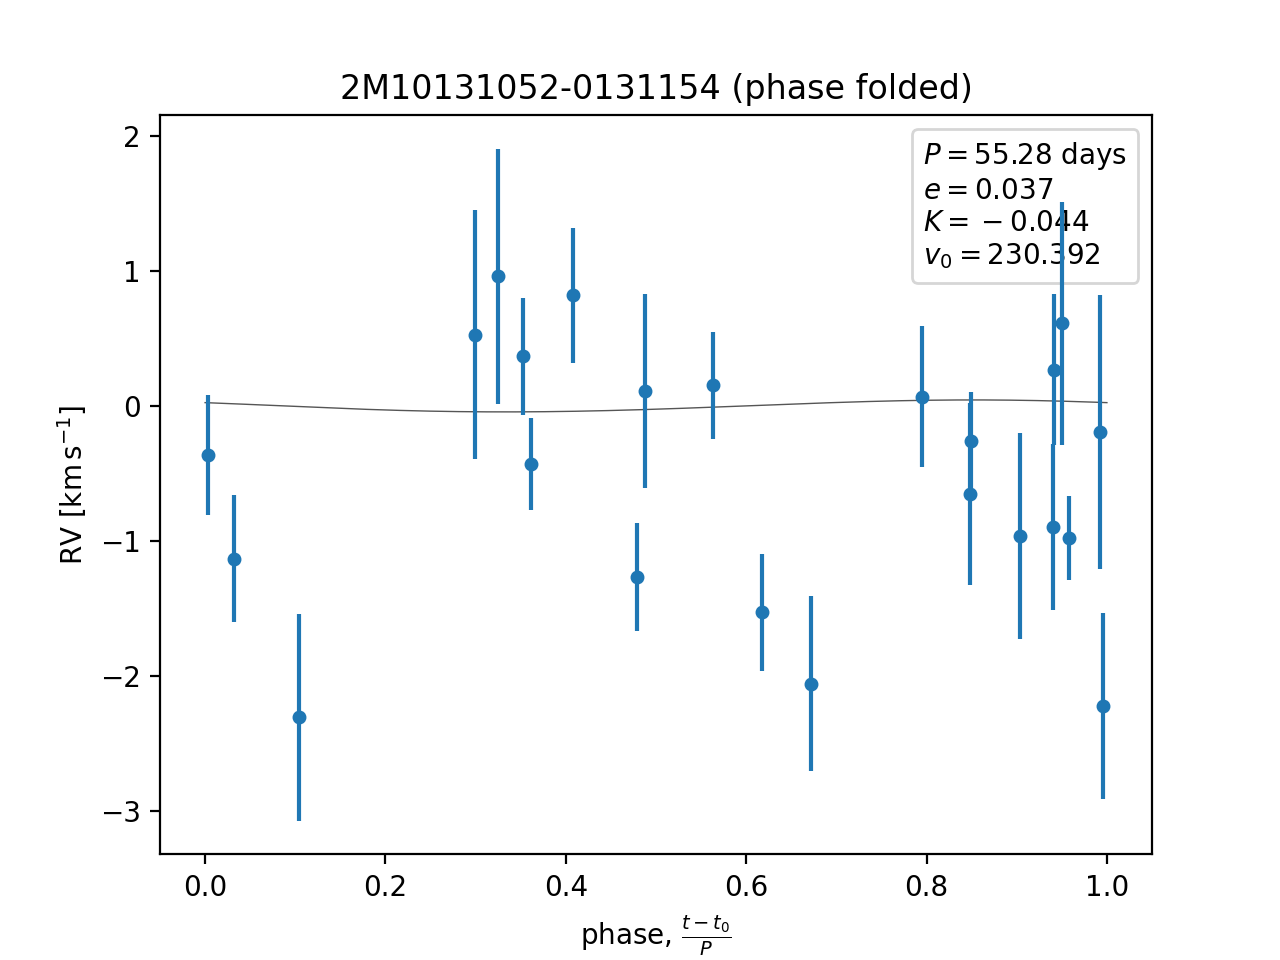 2M10131052-0131154 (phase folded)
P = 55.28 days
e = 0.037
K = −0.044
v₀ = 230.392
2
1
0
−1
−2
−3
RV [km s⁻¹]
0.0 0.2 0.4 0.6 0.8 1.0
phase, (t − t₀)/P